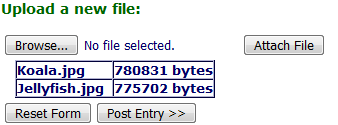 Upload a new file:
Browse... No file selected. Attach File
Koala.jpg 780831 bytes
Jellyfish.jpg 775702 bytes
Reset Form Post Entry >>